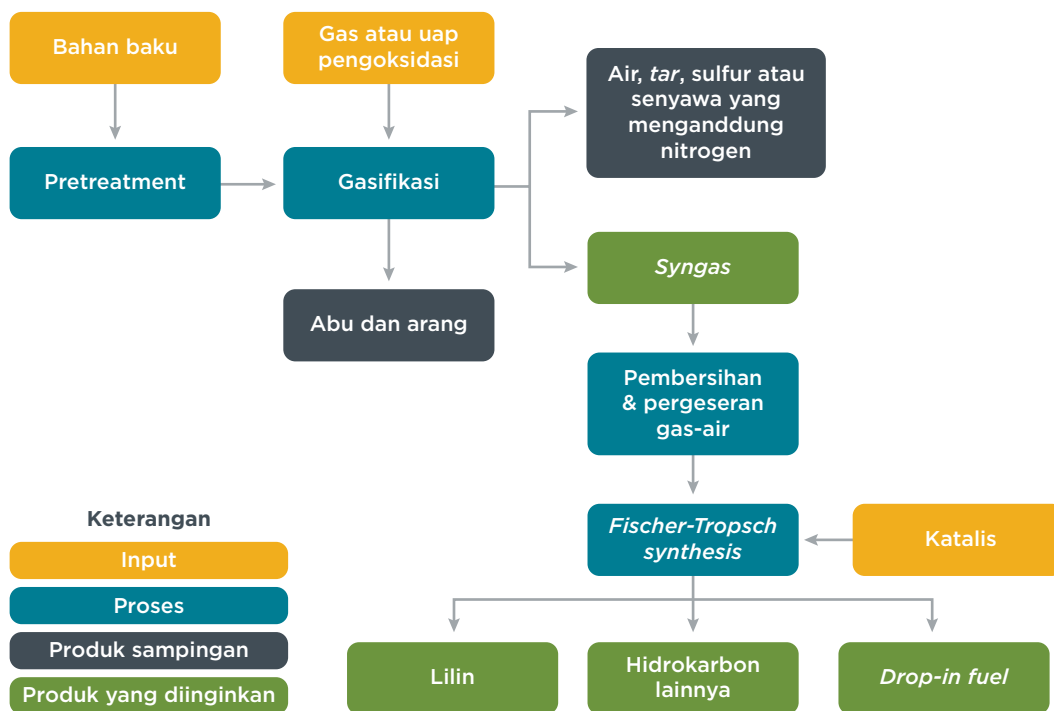 Bahan baku
Gas atau uap
pengoksidasi
Air, tar, sulfur atau
senyawa yang
menganddung
nitrogen
Pretreatment
Gasifikasi
Syngas
Abu dan arang
Pembersihan
& pergeseran
gas-air
Fischer-Tropsch
synthesis
Katalis
Lilin
Hidrokarbon
lainnya
Drop-in fuel
Keterangan
Input
Proses
Produk sampingan
Produk yang diinginkan